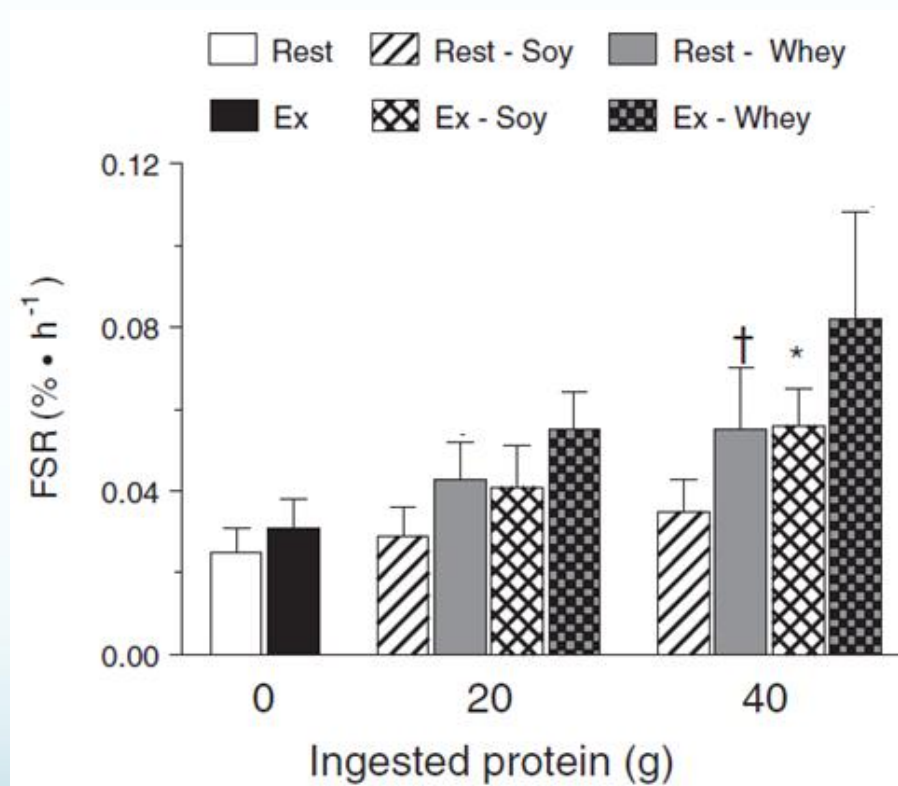 Rest Rest - Soy Rest - Whey
Ex Ex - Soy Ex - Whey
0.12
0.08
0.04
0.00
FSR (% • h⁻¹)
† *
0 20 40
Ingested protein (g)